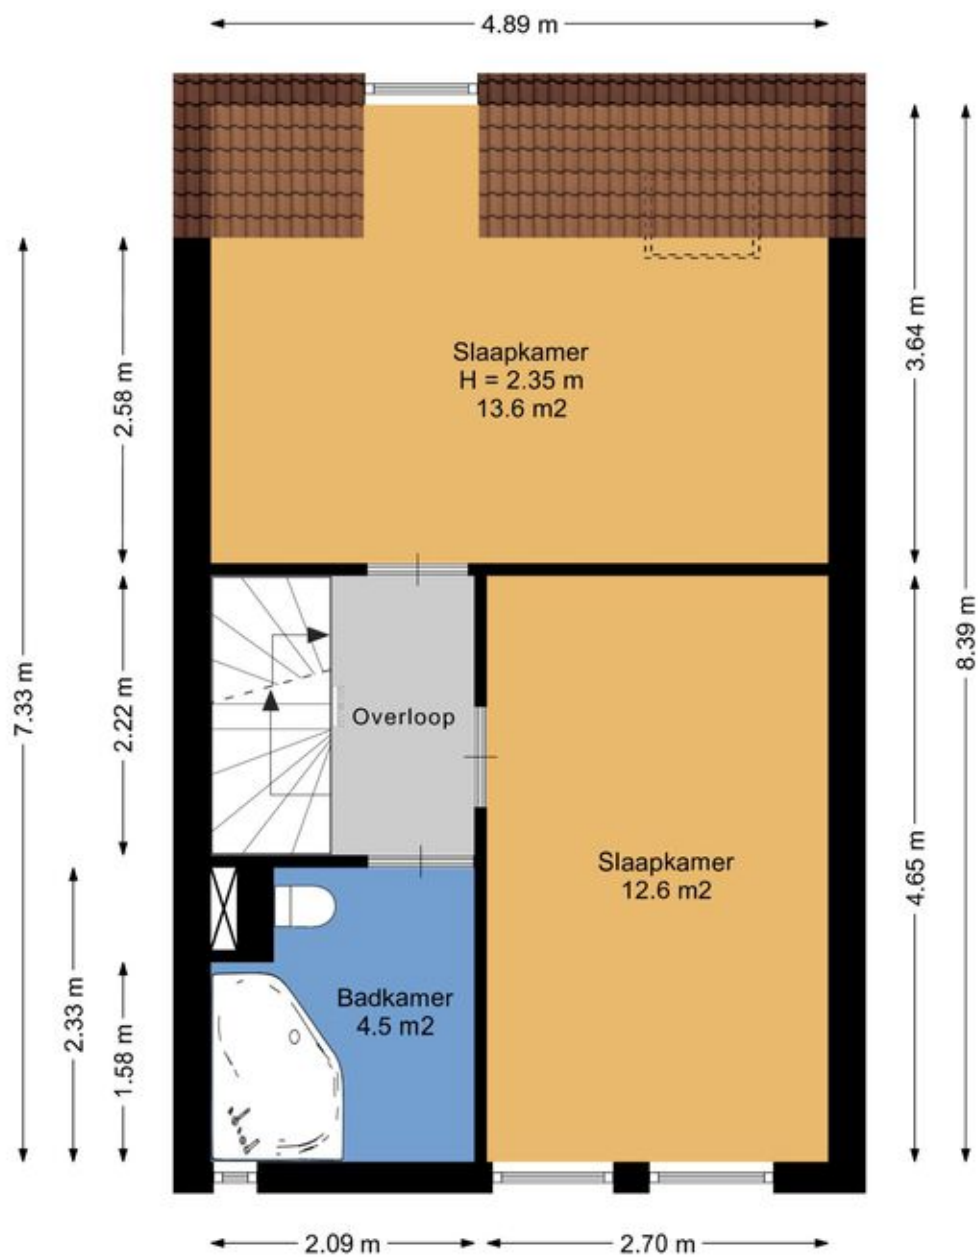 4.89 m
Slaapkamer
H = 2.35 m
13.6 m2
2.58 m
3.64 m
7.33 m
2.22 m
Overloop
8.39 m
Slaapkamer
12.6 m2
4.65 m
2.33 m
1.58 m
Badkamer
4.5 m2
2.09 m
2.70 m